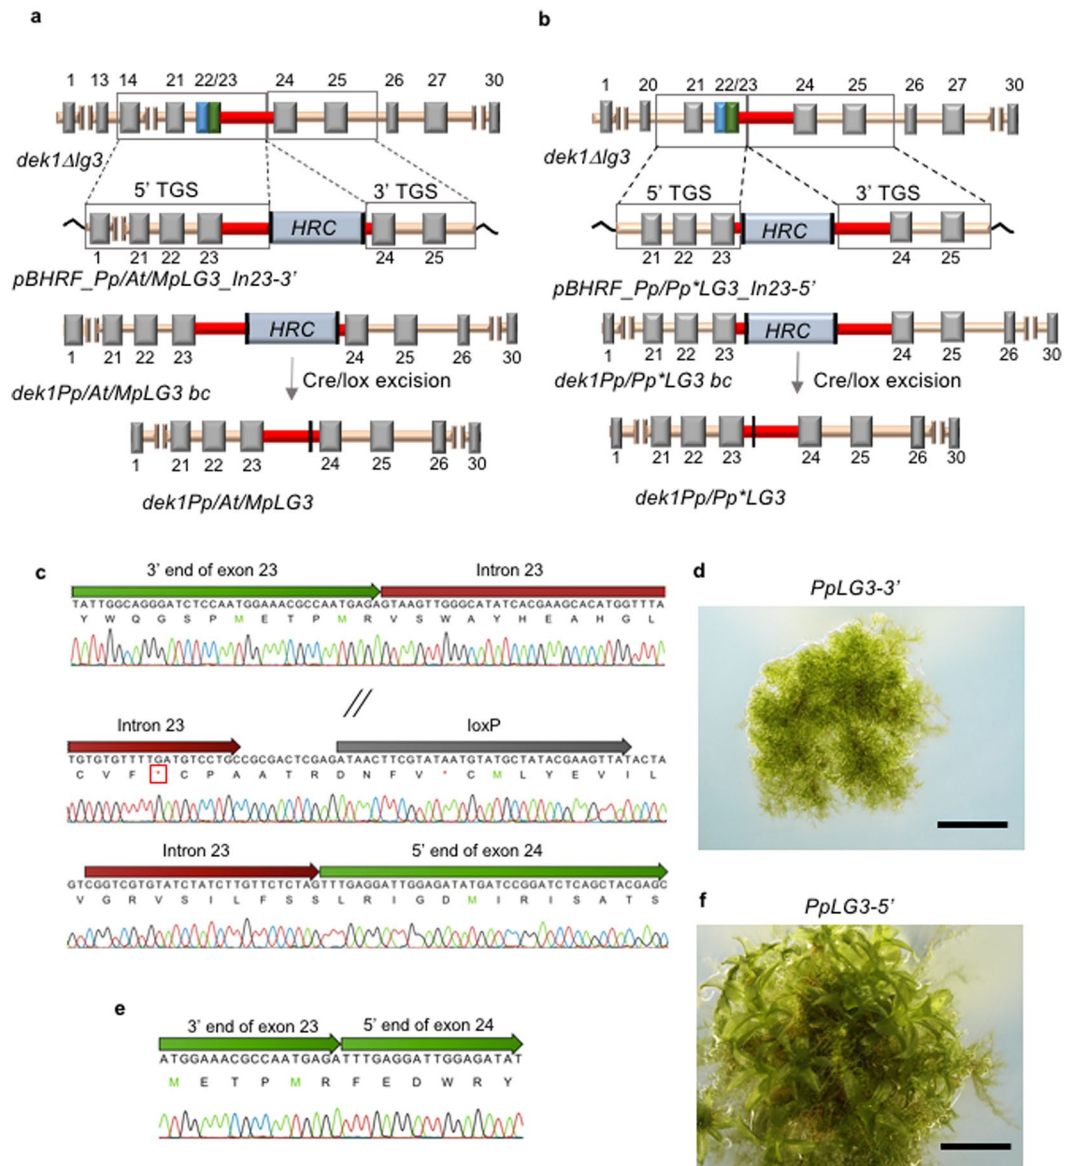 a
1 13 14 21 22/23 24 25 26 27 30
dek1Δlg3
5’ TGS 3’ TGS
HRC
1 21 22 23 24 25
pBHRF_Pp/At/MpLG3_In23-3’
HRC
1 21 22 23 24 25 26 30
dek1Pp/At/MpLG3 bc
Cre/lox excision
1 21 22 23 24 25 26 30
dek1Pp/At/MpLG3
b
1 20 21 22/23 24 25 26 27 30
dek1Δlg3
5’ TGS 3’ TGS
HRC
21 22 23 24 25
pBHRF_Pp/Pp*LG3_In23-5’
HRC
1 21 22 23 24 25 26 30
dek1Pp/Pp*LG3 bc
Cre/lox excision
1 21 22 23 24 25 26 30
dek1Pp/Pp*LG3
c
3’ end of exon 23 Intron 23
TATTGGCAGGGATCTCCAATGGAAACGCCAATGAGAGTAAGTTGGGCATATCACGAAGCACATGGTTTA
Y W Q G S P M E T P M R V S W A Y H E A H G L
//
Intron 23 loxP
TGTGTGTTTTGATGTCCTGCCGCGACTCGAGATAACTTCGTATAATGTATGCTATACGAAGTTATACTA
C V F * C P A A T R D N F V * C M L Y E V I L
Intron 23 5’ end of exon 24
GTCGGTCGTGTATCTATCTTGTTCTCTAGTTTGAGGATTGGAGATATGATCCGGATCTCAGCTACGAGC
V G R V S I L F S S L R I G D M I R I S A T S
d
PpLG3-3’
e
3’ end of exon 23 5’ end of exon 24
ATGGAAACGCCAATGAGATTTGAGGATTGGAGATAT
M E T P M R F E D W R Y
f
PpLG3-5’